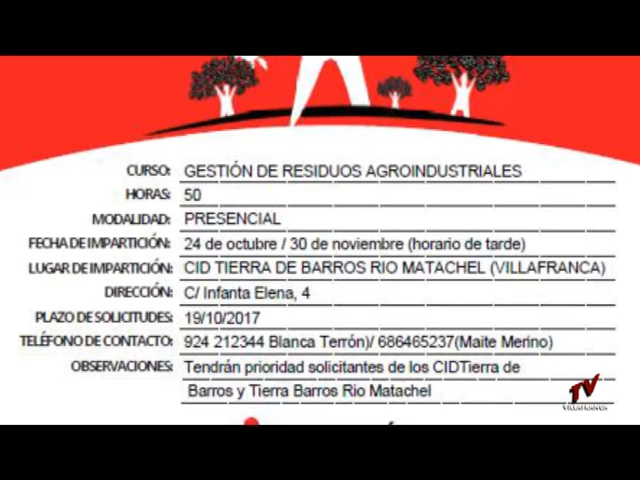 CURSO: GESTIÓN DE RESIDUOS AGROINDUSTRIALES
HORAS: 50
MODALIDAD: PRESENCIAL
FECHA DE IMPARTICIÓN: 24 de octubre / 30 de noviembre (horario de tarde)
LUGAR DE IMPARTICIÓN: CID TIERRA DE BARROS RIO MATACHEL (VILLAFRANCA)
DIRECCIÓN: C/ Infanta Elena, 4
PLAZO DE SOLICITUDES: 19/10/2017
TELÉFONO DE CONTACTO: 924 212344 Blanca Terrón)/ 686465237(Maite Merino)
OBSERVACIONES: Tendrán prioridad solicitantes de los CIDTierra de
Barros y Tierra Barros Rio Matachel
TV
VILLAFRANCA